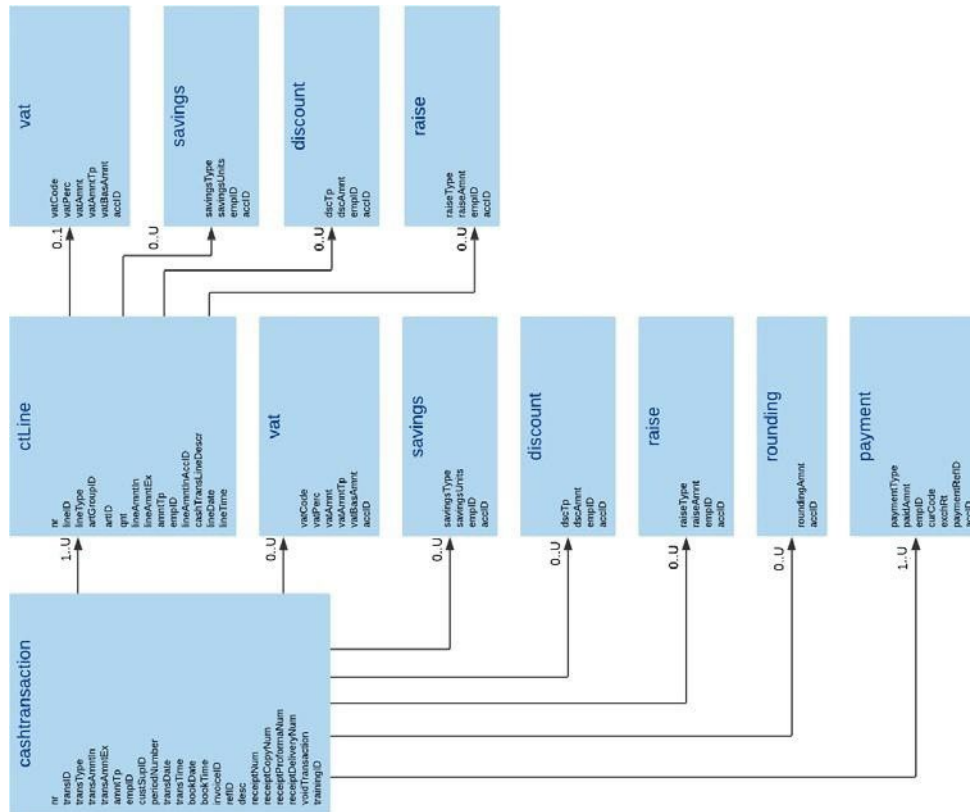 cashtransaction
nr
transID
transType
transAmntIn
transAmntEx
amntTp
empID
custSupID
periodNumber
transDate
transTime
bookDate
bookTime
invoiceID
refID
desc
receiptNum
receiptCopyNum
receiptProformaNum
receiptDeliveryNum
voidTransaction
trainingID
1..U
ctLine
nr
lineID
lineType
artGroupID
artID
qnt
lineAmntIn
lineAmntEx
amntTp
empID
lineAmntInAccID
cashTransLineDescr
lineDate
lineTime
0..U
vat
vatCode
vatPerc
vatAmnt
vatAmntTp
vatBasAmnt
accID
0..U
savings
savingsType
savingsUnits
empID
accID
0..U
discount
dscTp
dscAmnt
empID
accID
0..U
raise
raiseType
raiseAmnt
empID
accID
0..U
rounding
roundingAmnt
accID
1..U
payment
paymentType
paidAmnt
empID
curCode
exchRt
paymentRefID
accID
0..1
vat
vatCode
vatPerc
vatAmnt
vatAmntTp
vatBasAmnt
accID
0..U
savings
savingsType
savingsUnits
empID
accID
0..U
discount
dscTp
dscAmnt
empID
accID
0..U
raise
raiseType
raiseAmnt
empID
accID